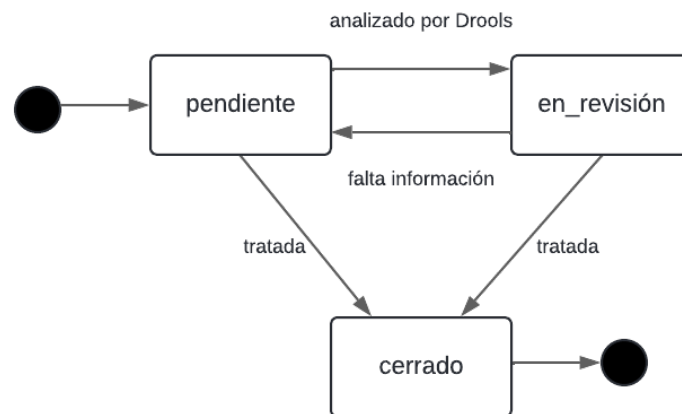 analizado por Drools
pendiente
en_revisión
falta información
tratada
tratada
cerrado